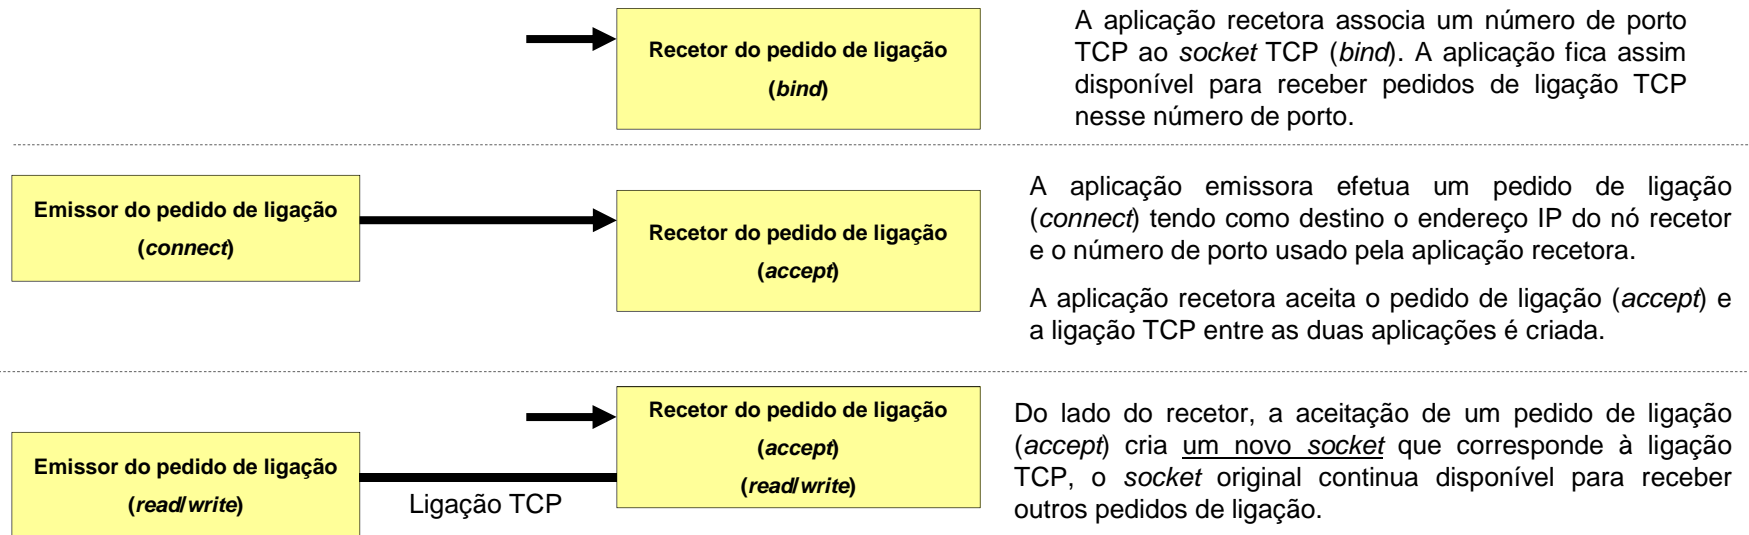 Recetor do pedido de ligação
(bind)
A aplicação recetora associa um número de porto
TCP ao socket TCP (bind). A aplicação fica assim
disponível para receber pedidos de ligação TCP
nesse número de porto.
Emissor do pedido de ligação
(connect)
Recetor do pedido de ligação
(accept)
A aplicação emissora efetua um pedido de ligação
(connect) tendo como destino o endereço IP do nó recetor
e o número de porto usado pela aplicação recetora.
A aplicação recetora aceita o pedido de ligação (accept) e
a ligação TCP entre as duas aplicações é criada.
Emissor do pedido de ligação
(read/write)
Ligação TCP
Recetor do pedido de ligação
(accept)
(read/write)
Do lado do recetor, a aceitação de um pedido de ligação
(accept) cria um novo socket que corresponde à ligação
TCP, o socket original continua disponível para receber
outros pedidos de ligação.